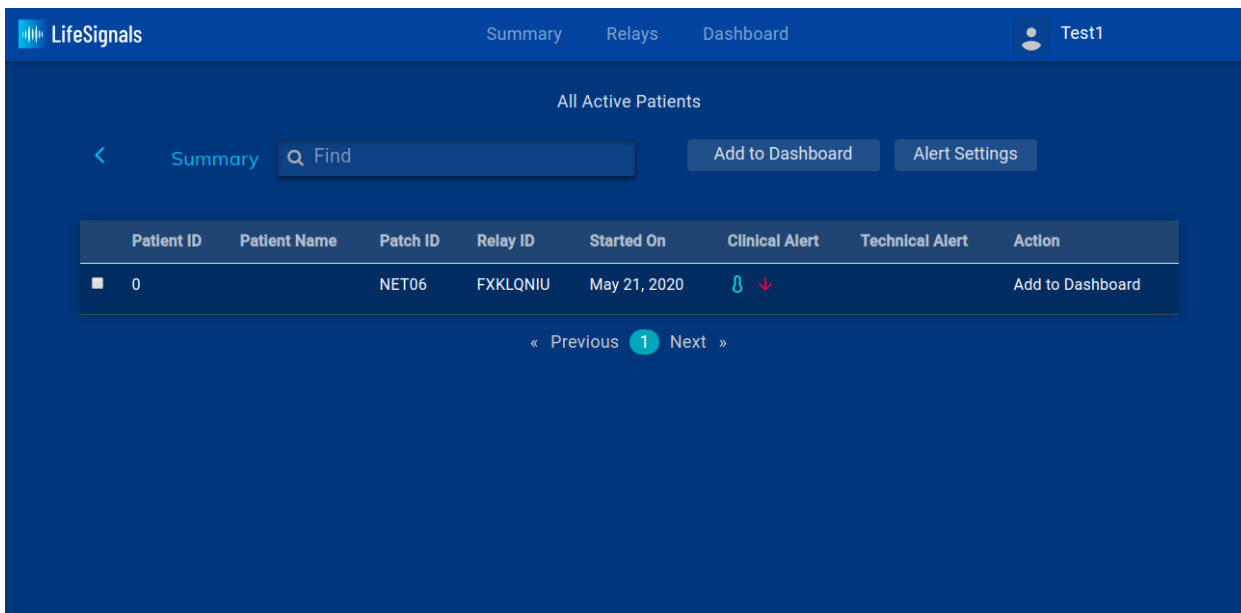 LifeSignals Summary Relays Dashboard Test1
All Active Patients
Summary Find Add to Dashboard Alert Settings
Patient ID Patient Name Patch ID Relay ID Started On Clinical Alert Technical Alert Action
0 NET06 FXKLQNIU May 21, 2020 Add to Dashboard
« Previous 1 Next »